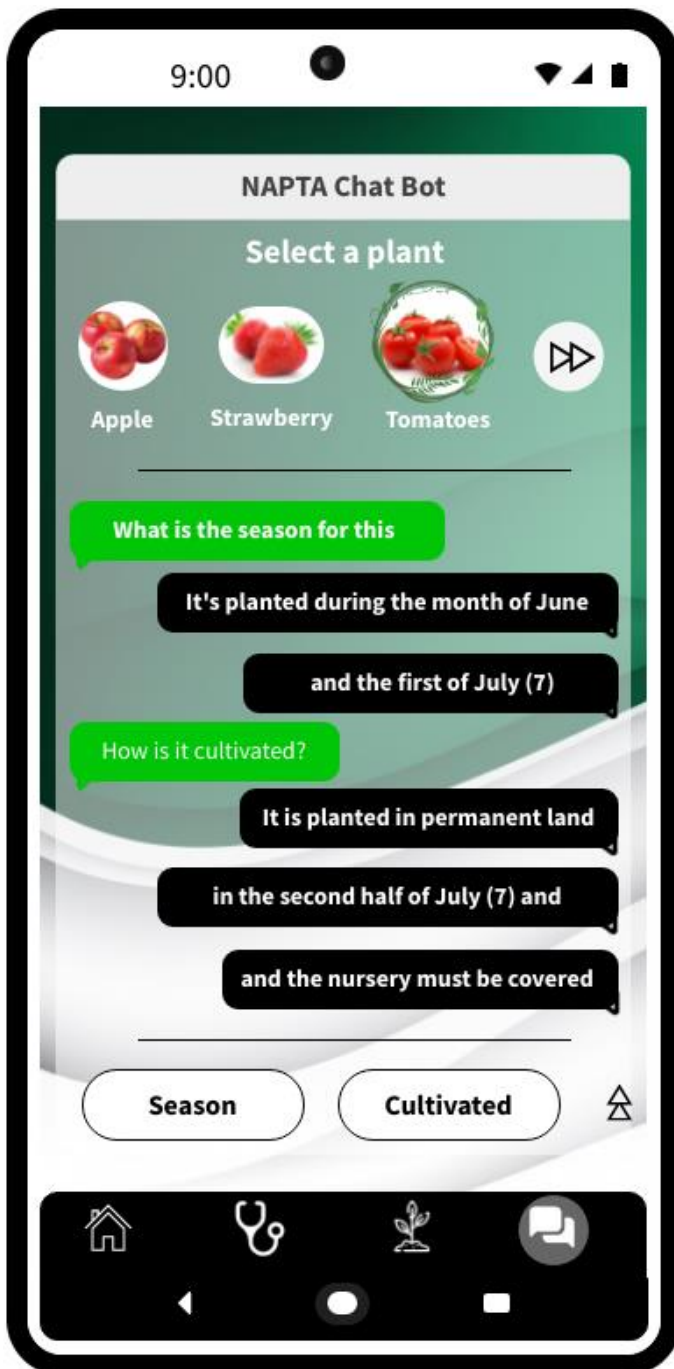 9:00
NAPTA Chat Bot
Select a plant
Apple
Strawberry
Tomatoes
What is the season for this
It's planted during the month of June
and the first of July (7)
How is it cultivated?
It is planted in permanent land
in the second half of July (7) and
and the nursery must be covered
Season
Cultivated